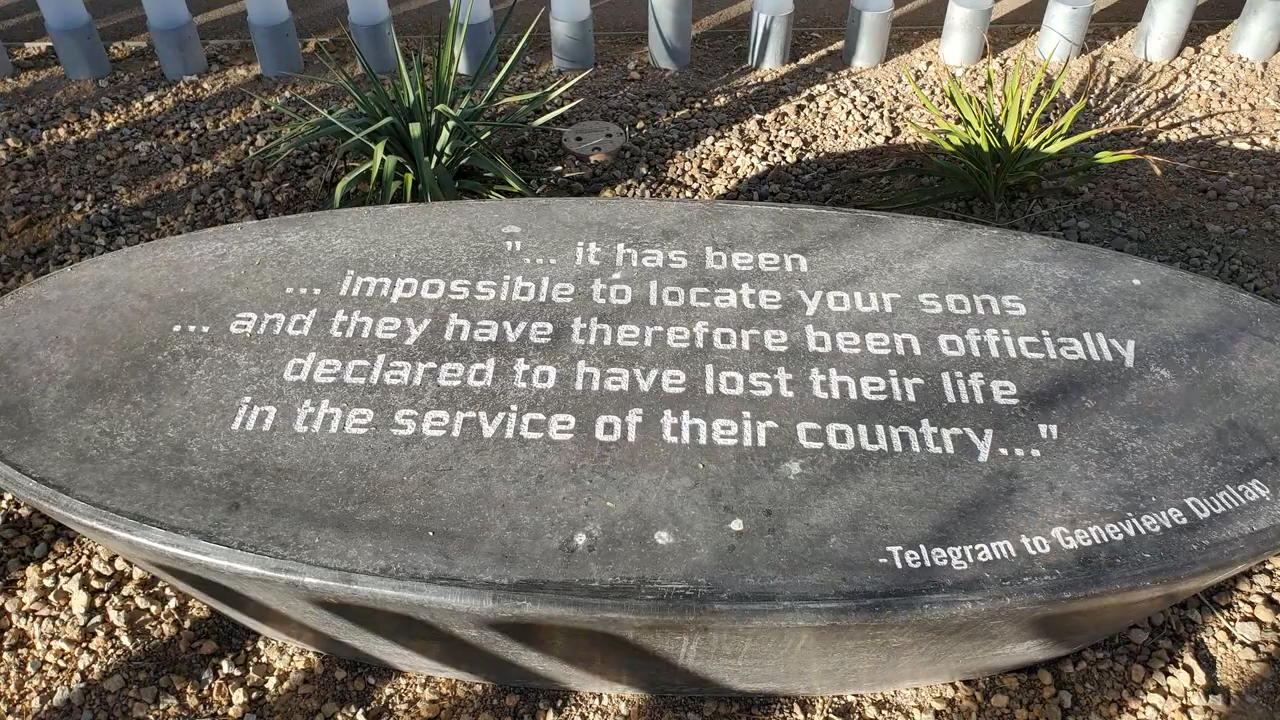 "... it has been
... impossible to locate your sons
... and they have therefore been officially
declared to have lost their life
in the service of their country..."
-Telegram to Genevieve Dunlap